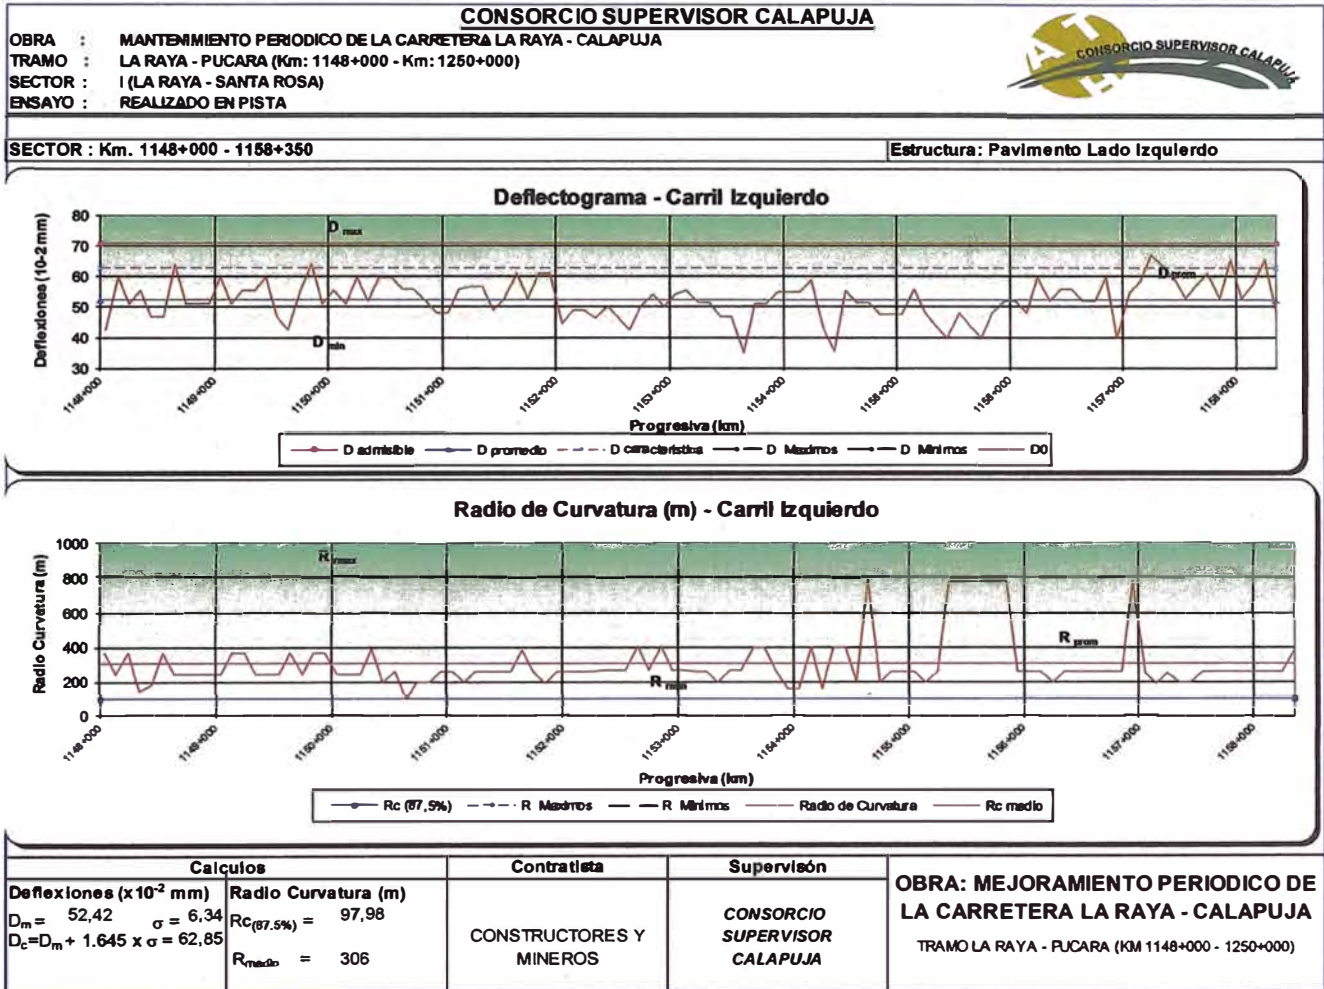 CONSORCIO SUPERVISOR CALAPUJA
OBRA : MANTENIMIENTO PERIODICO DE LA CARRETERA LA RAYA - CALAPUJA
TRAMO : LA RAYA - PUCARA (Km: 1148+000 - Km: 1250+000)
SECTOR : I (LA RAYA - SANTA ROSA)
ENSAYO : REALIZADO EN PISTA
ATH
CONSORCIO SUPERVISOR CALAPUJA
SECTOR : Km. 1148+000 - 1158+350
Estructura: Pavimento Lado Izquierdo
Deflectograma - Carril Izquierdo
Deflexiones (10-2 mm)
80
70
60
50
40
30
D max
D prom
D min
1148+000 1149+000 1150+000 1151+000 1152+000 1153+000 1154+000 1155+000 1156+000 1157+000 1158+000
Progresiva (km)
D admisible D promedio D característica D Maximos D Minimos D0
Radio de Curvatura (m) - Carril Izquierdo
Radio Curvatura (m)
1000
800
600
400
200
0
R max
R prom
R min
1148+000 1149+000 1150+000 1151+000 1152+000 1153+000 1154+000 1155+000 1156+000 1157+000 1158+000
Progresiva (km)
Rc (87,5%) R Maximos R Minimos Radio de Curvatura Rc medio
Calculos
Deflexiones (x10-2 mm)
Dm = 52,42 σ = 6,34
Dc=Dm + 1.645 x σ = 62,85
Radio Curvatura (m)
Rc(87.5%) = 97,98
Rmedio = 306
Contratista
CONSTRUCTORES Y
MINEROS
Supervisón
CONSORCIO
SUPERVISOR
CALAPUJA
OBRA: MEJORAMIENTO PERIODICO DE
LA CARRETERA LA RAYA - CALAPUJA
TRAMO LA RAYA - PUCARA (KM 1148+000 - 1250+000)